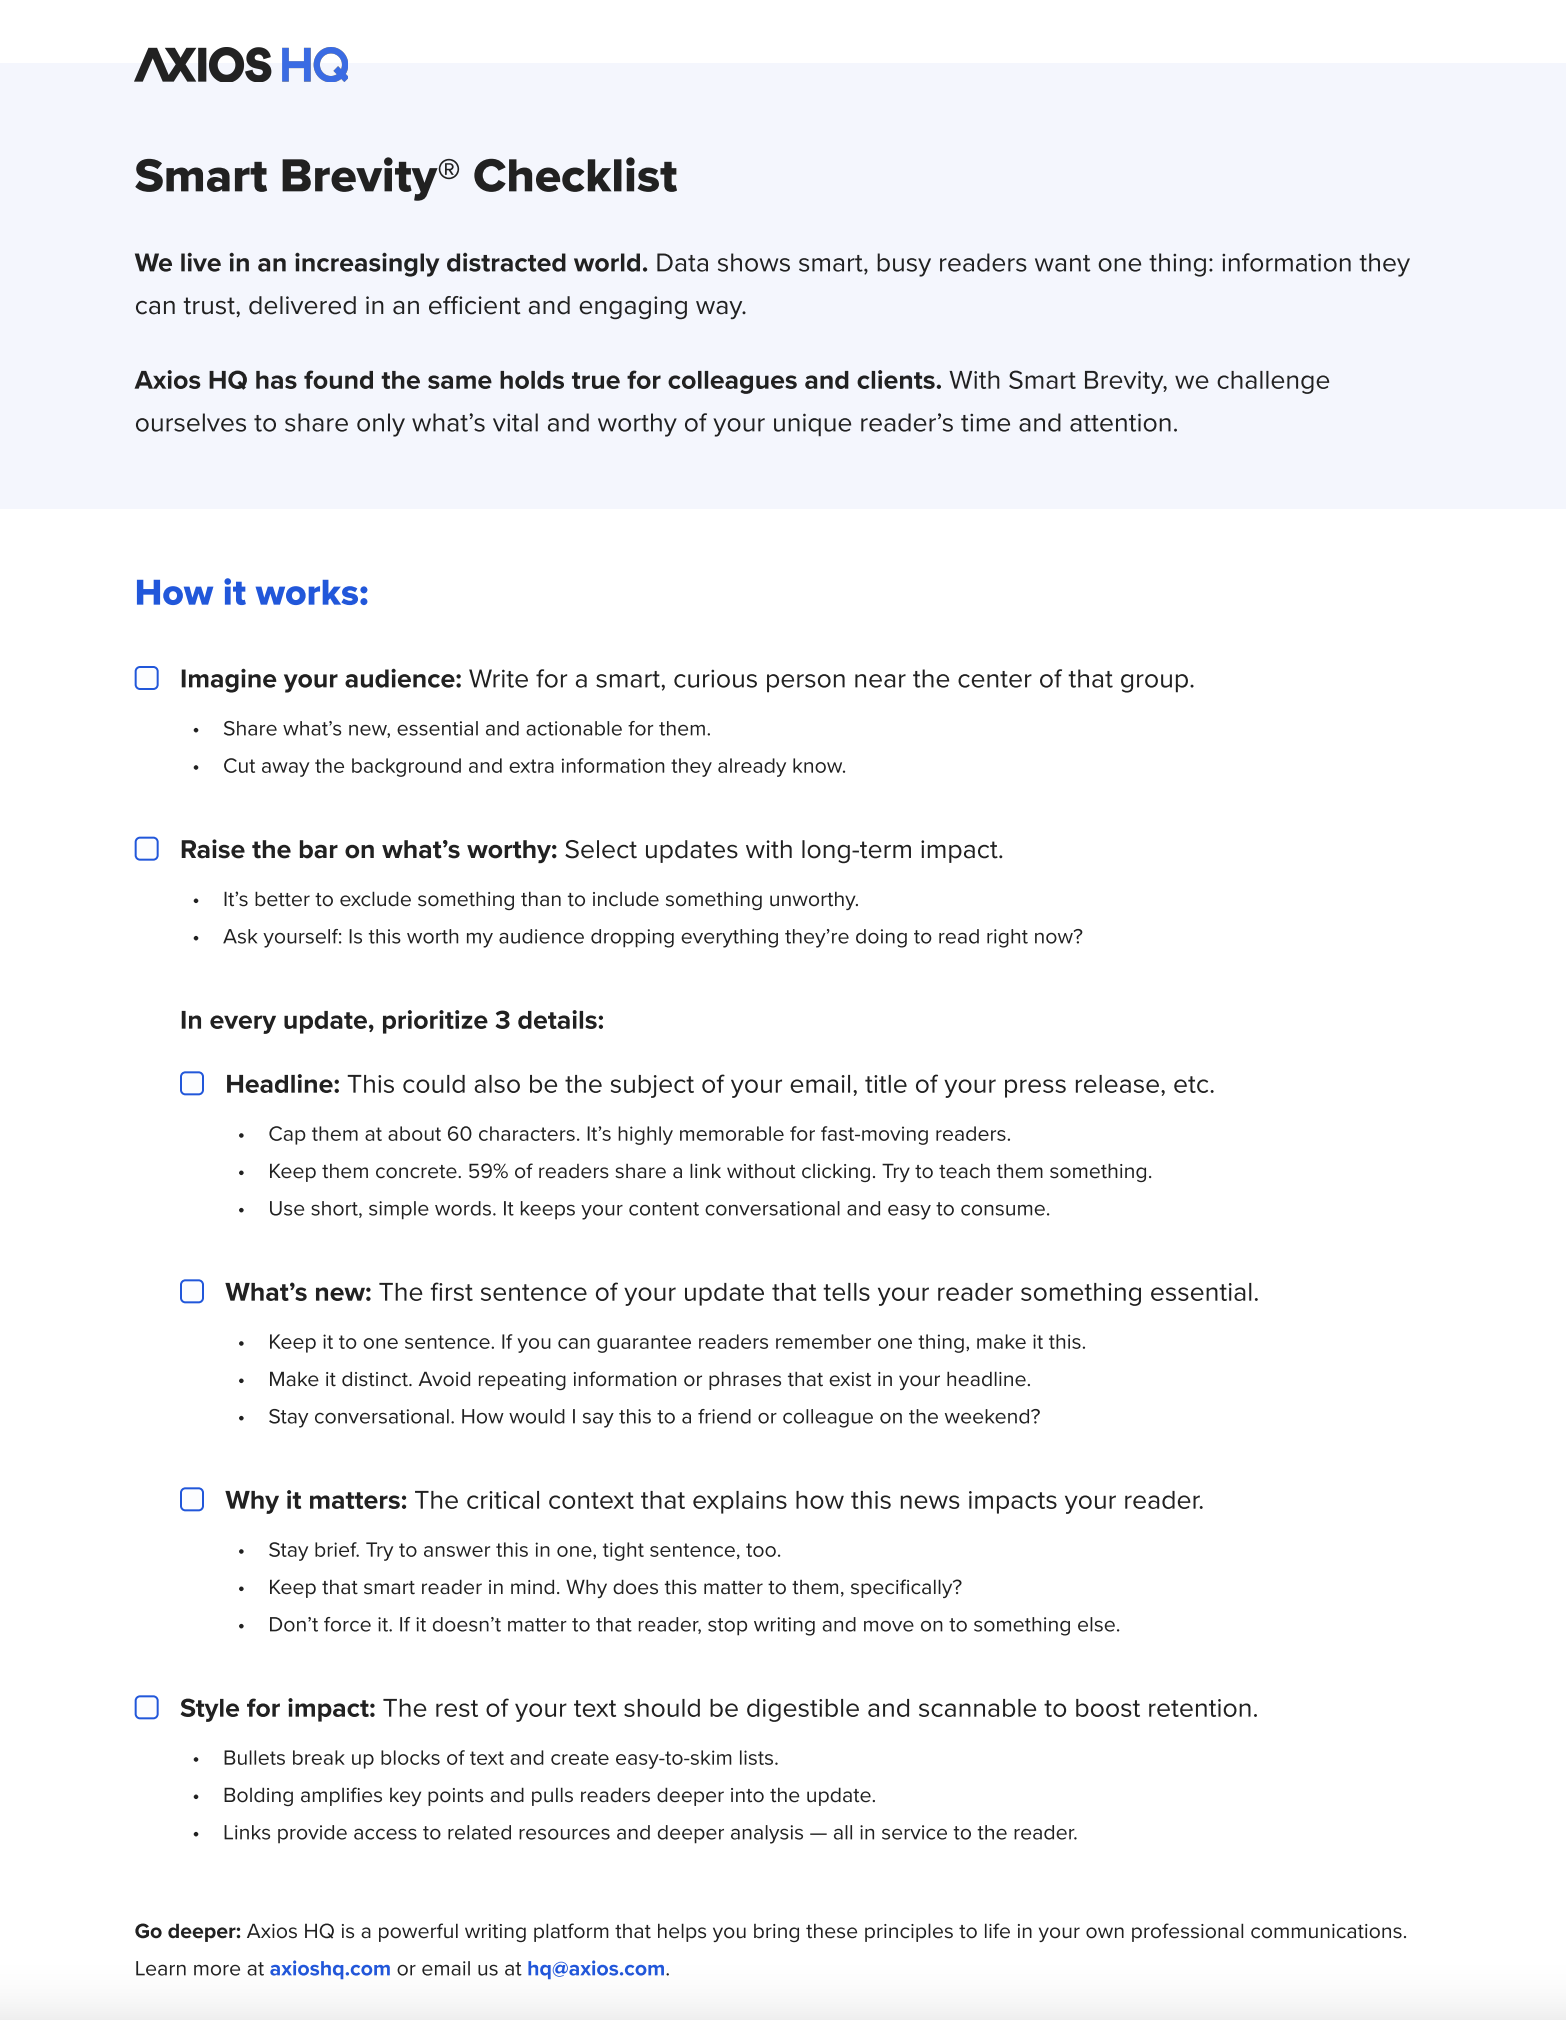 AXIOS HQ
Smart Brevity® Checklist
We live in an increasingly distracted world. Data shows smart, busy readers want one thing: information they
can trust, delivered in an efficient and engaging way.
Axios HQ has found the same holds true for colleagues and clients. With Smart Brevity, we challenge
ourselves to share only what’s vital and worthy of your unique reader’s time and attention.
How it works:
Imagine your audience: Write for a smart, curious person near the center of that group.
• Share what’s new, essential and actionable for them.
• Cut away the background and extra information they already know.
Raise the bar on what’s worthy: Select updates with long-term impact.
• It’s better to exclude something than to include something unworthy.
• Ask yourself: Is this worth my audience dropping everything they’re doing to read right now?
In every update, prioritize 3 details:
Headline: This could also be the subject of your email, title of your press release, etc.
• Cap them at about 60 characters. It’s highly memorable for fast-moving readers.
• Keep them concrete. 59% of readers share a link without clicking. Try to teach them something.
• Use short, simple words. It keeps your content conversational and easy to consume.
What’s new: The first sentence of your update that tells your reader something essential.
• Keep it to one sentence. If you can guarantee readers remember one thing, make it this.
• Make it distinct. Avoid repeating information or phrases that exist in your headline.
• Stay conversational. How would I say this to a friend or colleague on the weekend?
Why it matters: The critical context that explains how this news impacts your reader.
• Stay brief. Try to answer this in one, tight sentence, too.
• Keep that smart reader in mind. Why does this matter to them, specifically?
• Don’t force it. If it doesn’t matter to that reader, stop writing and move on to something else.
Style for impact: The rest of your text should be digestible and scannable to boost retention.
• Bullets break up blocks of text and create easy-to-skim lists.
• Bolding amplifies key points and pulls readers deeper into the update.
• Links provide access to related resources and deeper analysis — all in service to the reader.
Go deeper: Axios HQ is a powerful writing platform that helps you bring these principles to life in your own professional communications.
Learn more at axioshq.com or email us at hq@axios.com.